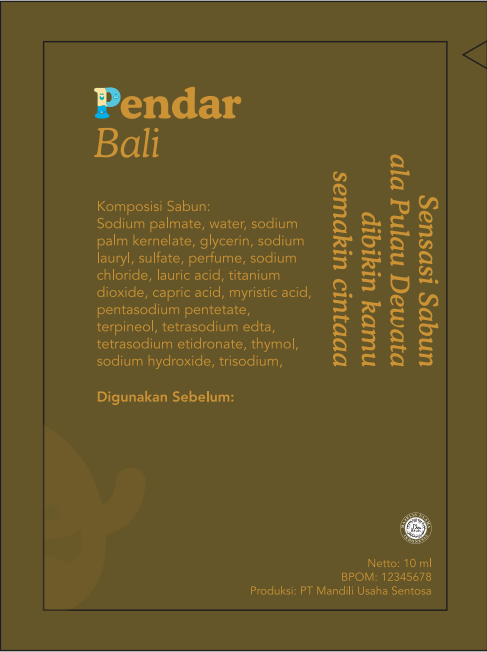 Pendar
Bali
Sensasi Sabun
ala Pulau Dewata
dibikin kamu
semakin cintaaa
Komposisi Sabun:
Sodium palmate, water, sodium
palm kernelate, glycerin, sodium
lauryl, sulfate, perfume, sodium
chloride, lauric acid, titanium
dioxide, capric acid, myristic acid,
pentasodium pentetate,
terpineol, tetrasodium edta,
tetrasodium etidronate, thymol,
sodium hydroxide, trisodium,
Digunakan Sebelum:
Netto: 10 ml
BPOM: 12345678
Produksi: PT Mandili Usaha Sentosa